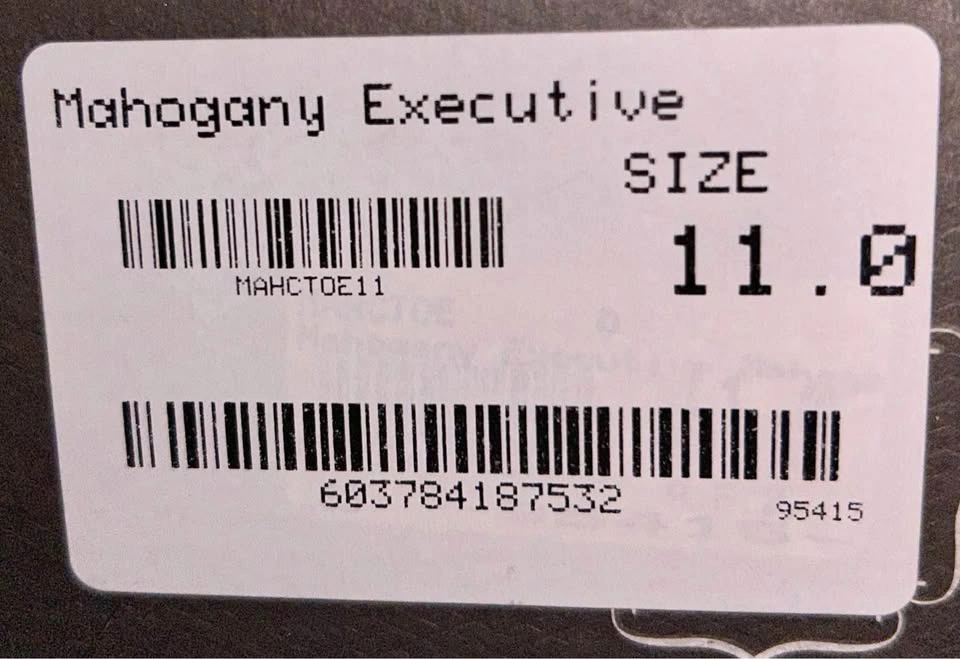 Mahogany Executive
SIZE
11.0
MAHCTOE11
603784187532
95415